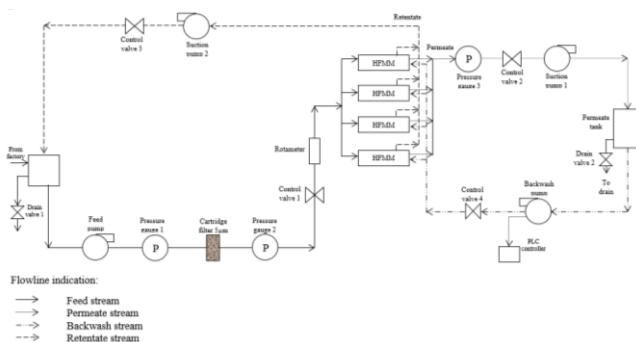 Retentate
Control
valve 3
Suction
pump 2
HFMM
HFMM
HFMM
HFMM
Permeate
Pressure
gauge 3
Control
valve 2
Suction
pump 1
Permeate
tank
Drain
valve 2
To
drain
From
factory
Rotameter
Control
valve 1
Control
valve 4
Backwash
pump
PLC
controller
Drain
valve 1
Feed
pump
Pressure
gauge 1
Cartridge
filter 5um
Pressure
gauge 2
P
P
P
Flowline indication:
Feed stream
Permeate stream
Backwash stream
Retentate stream